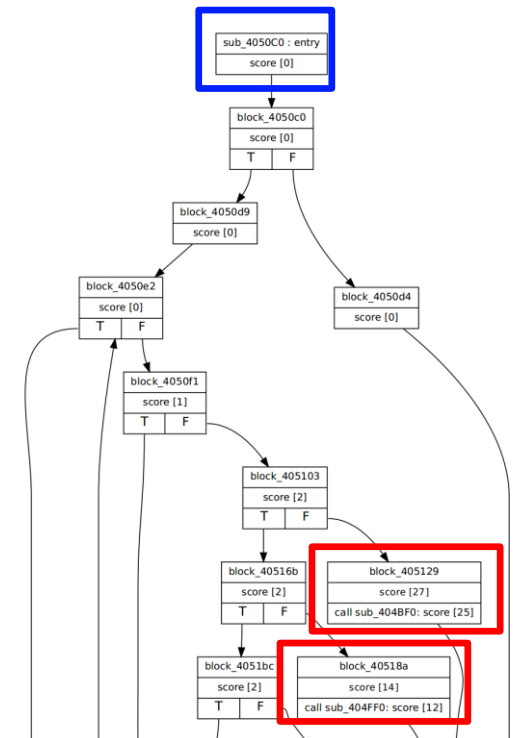 sub_4050C0 : entry
score [0]
block_4050c0
score [0]
T F
block_4050d9
score [0]
block_4050e2
score [0]
T F
block_4050d4
score [0]
block_4050f1
score [1]
T F
block_405103
score [2]
T F
block_40516b
score [2]
T F
block_405129
score [27]
call sub_404BF0: score [25]
block_4051bc
score [2]
T F
block_40518a
score [14]
call sub_404FF0: score [12]